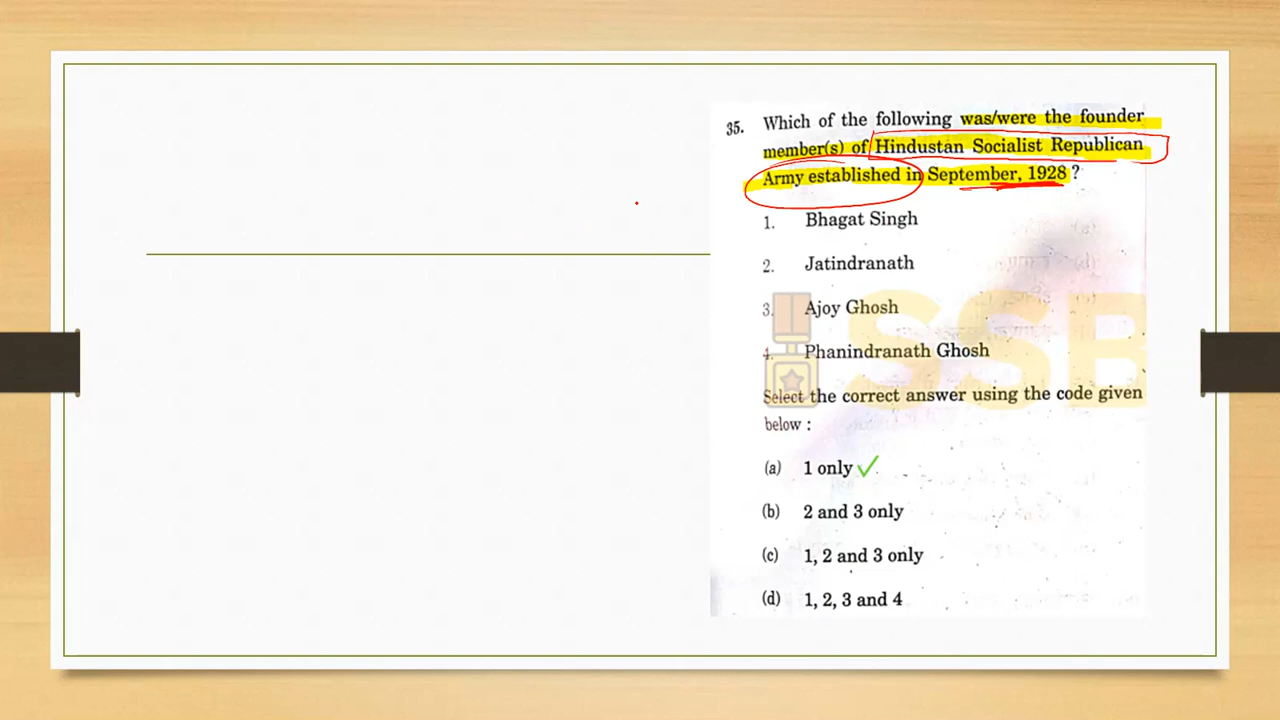 35. Which of the following was/were the founder
member(s) of Hindustan Socialist Republican
Army established in September, 1928 ?
1. Bhagat Singh
2. Jatindranath
3. Ajoy Ghosh
4. Phanindranath Ghosh
Select the correct answer using the code given
below :
(a) 1 only
(b) 2 and 3 only
(c) 1, 2 and 3 only
(d) 1, 2, 3 and 4
SSB